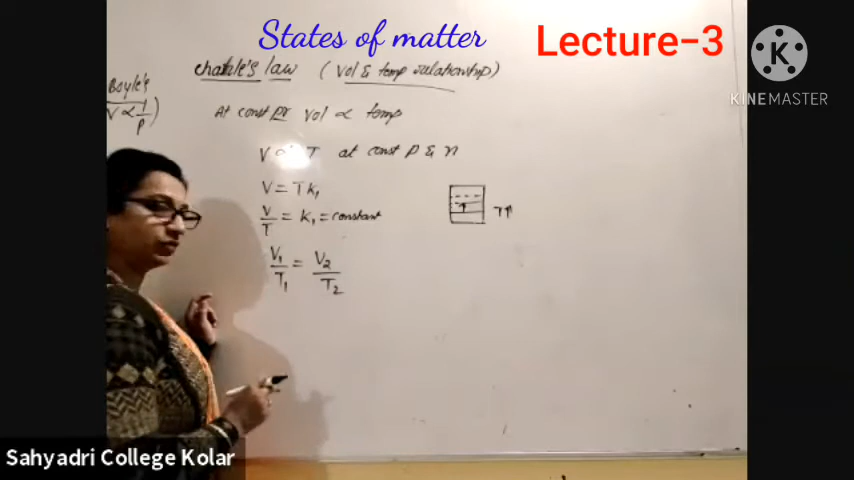 States of matter
Lecture-3
KINEMASTER
Boyle's
V ∝ 1/P)
Charle's law ( Vol & temp relationship)
At const pr Vol ∝ temp
V ∝ T at const P & n
V = T K₁
V/T = K₁ = constant
V₁/T₁ = V₂/T₂
T↑
Sahyadri College Kolar